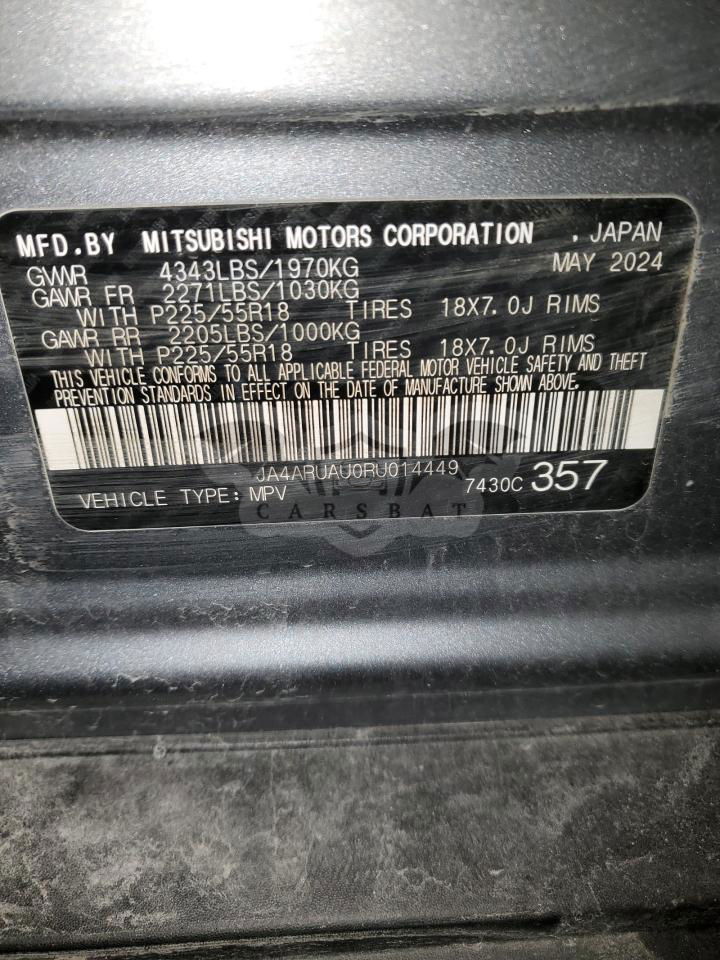 MFD.BY MITSUBISHI MOTORS CORPORATION , JAPAN
GVWR 4343LBS/1970KG MAY 2024
GAWR FR 2271LBS/1030KG
WITH P225/55R18 TIRES 18X7.0J RIMS
GAWR RR 2205LBS/1000KG
WITH P225/55R18 TIRES 18X7.0J RIMS
THIS VEHICLE CONFORMS TO ALL APPLICABLE FEDERAL MOTOR VEHICLE SAFETY AND THEFT
PREVENTION STANDARDS IN EFFECT ON THE DATE OF MANUFACTURE SHOWN ABOVE.
JA4ARUAU0RU014449
VEHICLE TYPE: MPV 7430C 357
CARSBAT